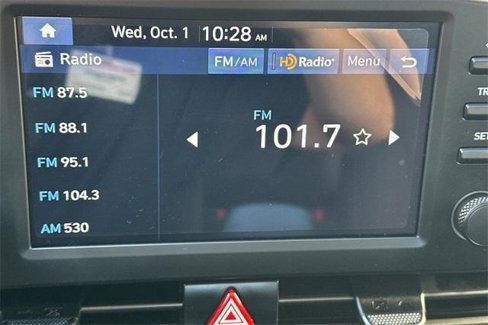 Wed, Oct. 1 10:28 AM
Radio FM/AM HD Radio Menu
FM 87.5
FM 88.1
FM 95.1
FM 104.3
AM 530
FM
101.7